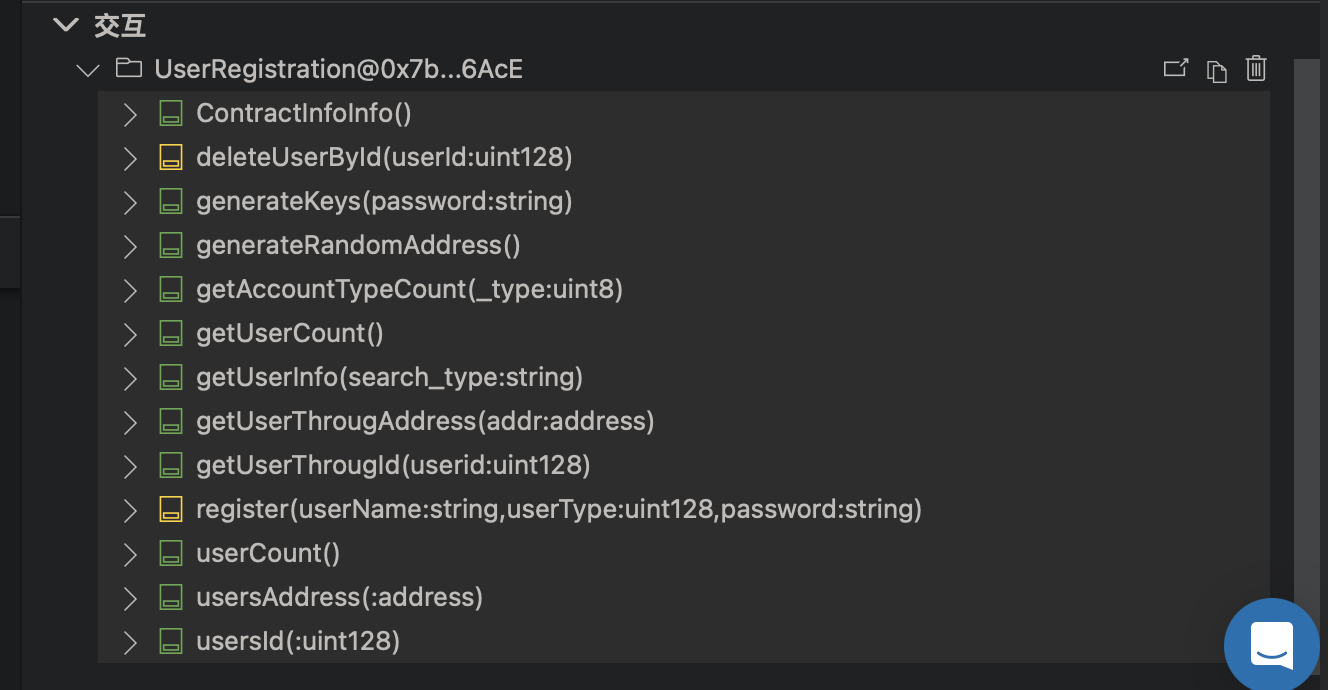 交互
UserRegistration@0x7b...6AcE
ContractInfoInfo()
deleteUserById(userId:uint128)
generateKeys(password:string)
generateRandomAddress()
getAccountTypeCount(_type:uint8)
getUserCount()
getUserInfo(search_type:string)
getUserThrougAddress(addr:address)
getUserThrougId(userid:uint128)
register(userName:string,userType:uint128,password:string)
userCount()
usersAddress(:address)
usersId(:uint128)